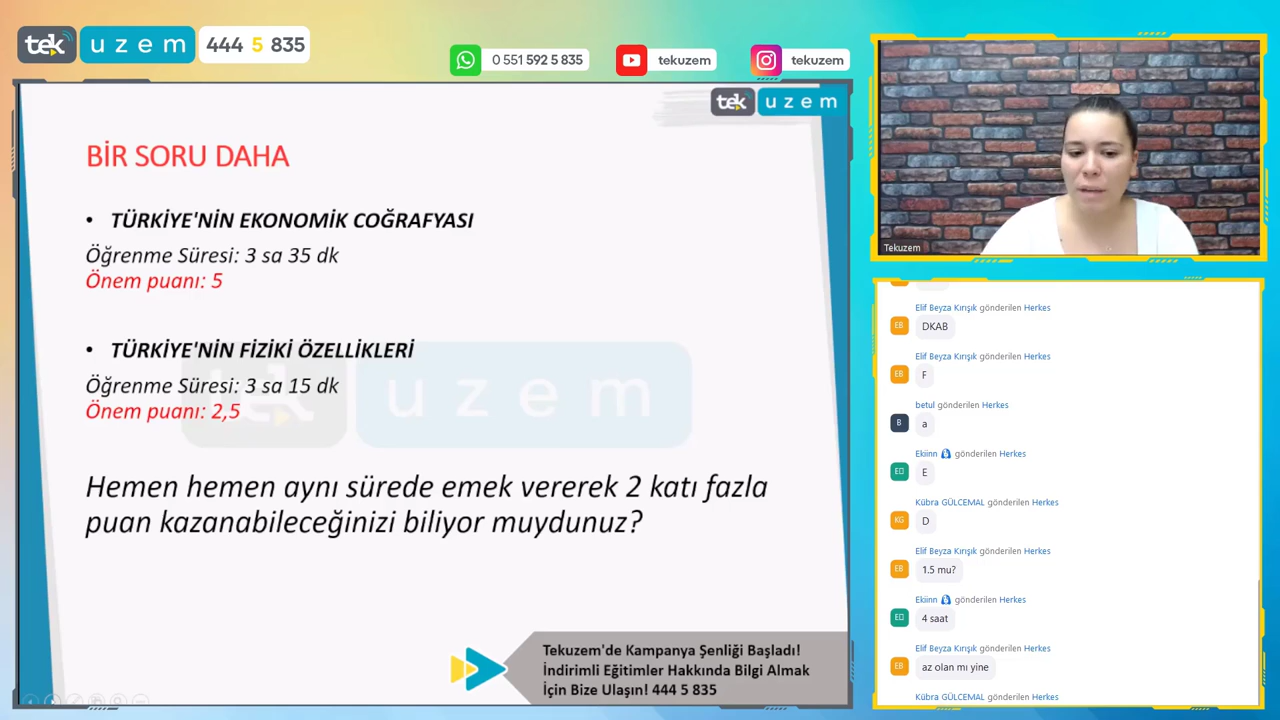 tek uzem 444 5 835
0 551 592 5 835
tekuzem
tekuzem
tek uzem
BİR SORU DAHA
• TÜRKİYE'NİN EKONOMİK COĞRAFYASI
Öğrenme Süresi: 3 sa 35 dk
Önem puanı: 5
• TÜRKİYE'NİN FİZİKİ ÖZELLİKLERİ
Öğrenme Süresi: 3 sa 15 dk
Önem puanı: 2,5
tek uzem
Hemen hemen aynı sürede emek vererek 2 katı fazla
puan kazanabileceğinizi biliyor muydunuz?
Tekuzem'de Kampanya Şenliği Başladı!
İndirimli Eğitimler Hakkında Bilgi Almak
İçin Bize Ulaşın! 444 5 835
Tekuzem
Elif Beyza Kırışık gönderilen Herkes
EB DKAB
Elif Beyza Kırışık gönderilen Herkes
EB F
betul gönderilen Herkes
B a
Ekiinn gönderilen Herkes
E E
Kübra GÜLCEMAL gönderilen Herkes
KG D
Elif Beyza Kırışık gönderilen Herkes
EB 1.5 mu?
Ekiinn gönderilen Herkes
E 4 saat
Elif Beyza Kırışık gönderilen Herkes
EB az olan mı yine
Kübra GÜLCEMAL gönderilen Herkes